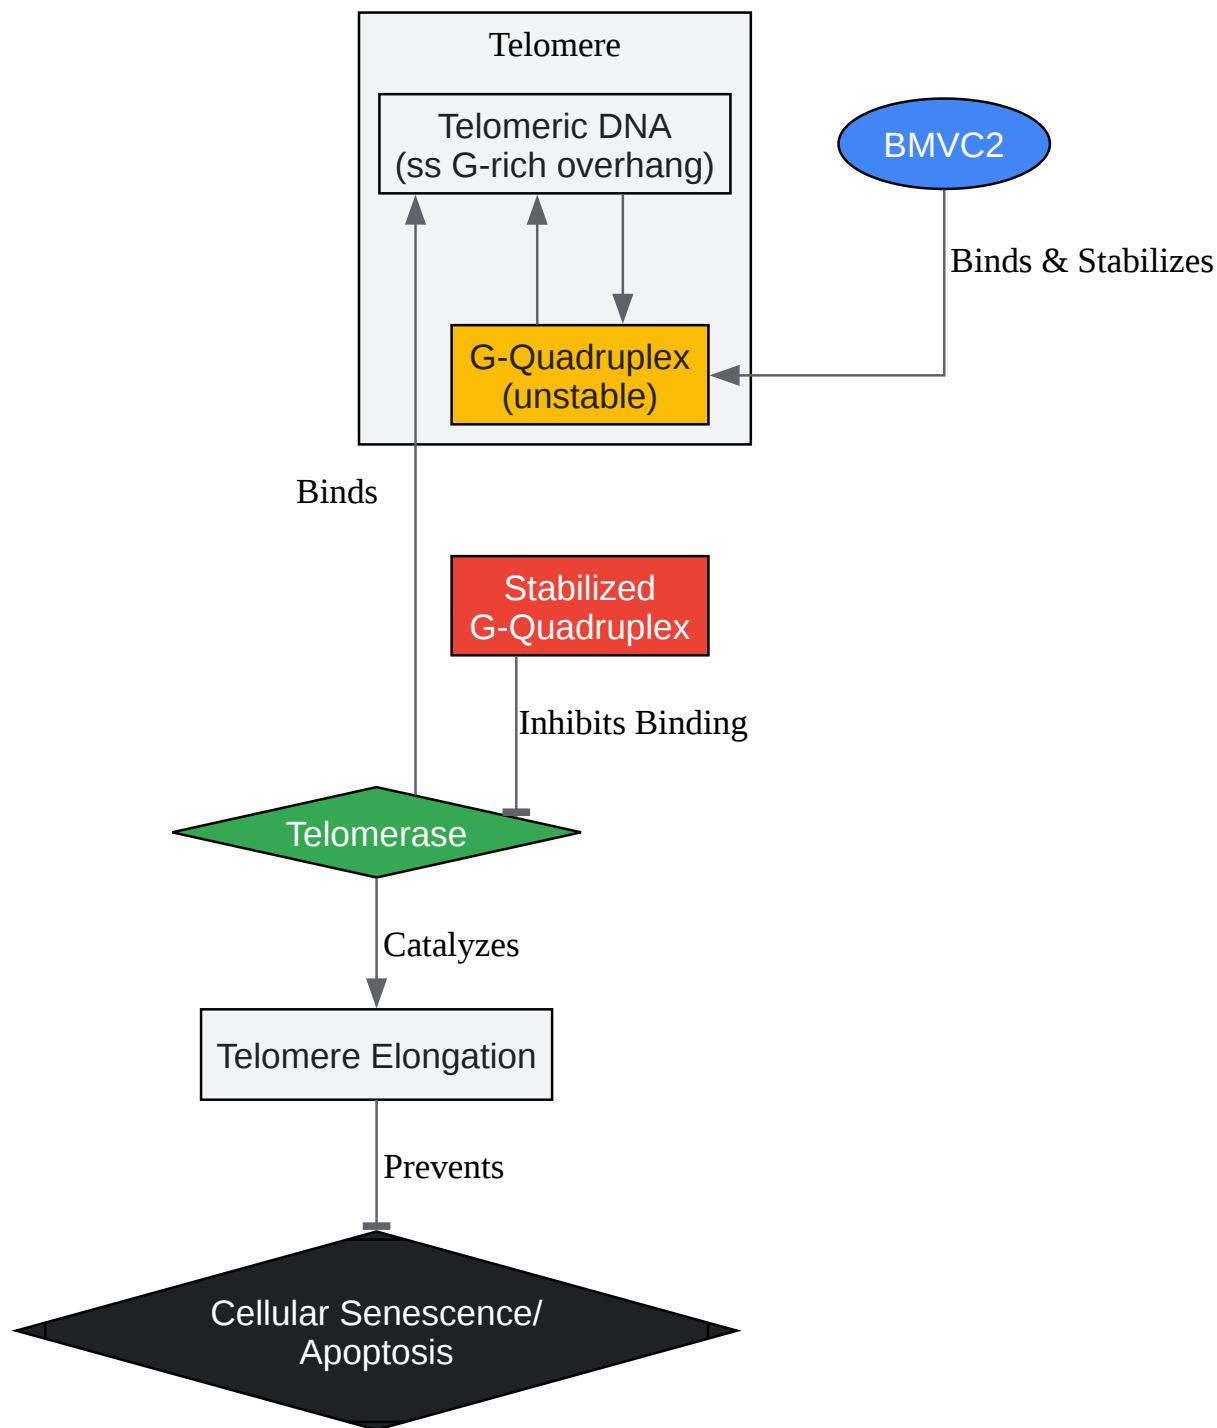 Telomere
Telomeric DNA
(ss G-rich overhang)
BMVC2
Binds & Stabilizes
G-Quadruplex
(unstable)
Binds
Stabilized
G-Quadruplex
Inhibits Binding
Telomerase
Catalyzes
Telomere Elongation
Prevents
Cellular Senescence/
Apoptosis